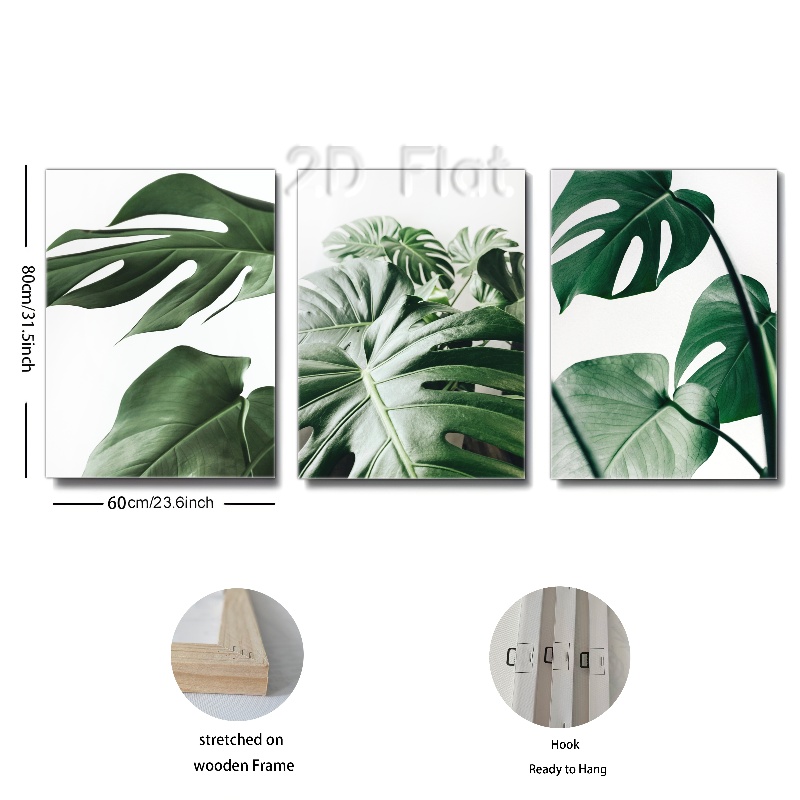 2D Flat.
80cm/31.5inch
60cm/23.6inch
stretched on
wooden Frame
Hook
Ready to Hang